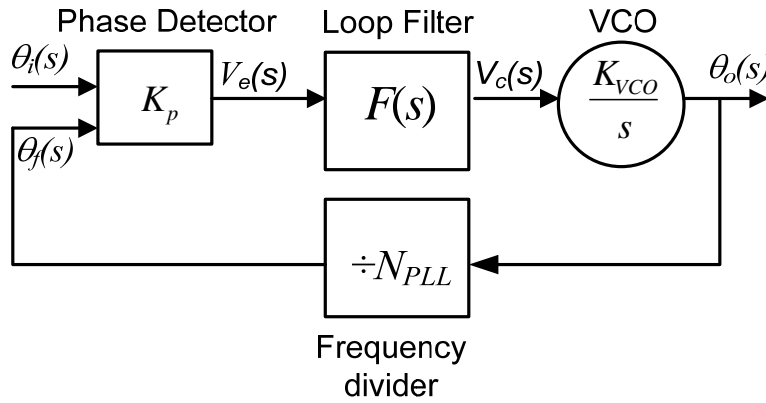 Phase Detector
Loop Filter
VCO
θi(s)
Kp
Ve(s)
F(s)
Vc(s)
KVCO
s
θo(s)
θf(s)
÷NPLL
Frequency
divider